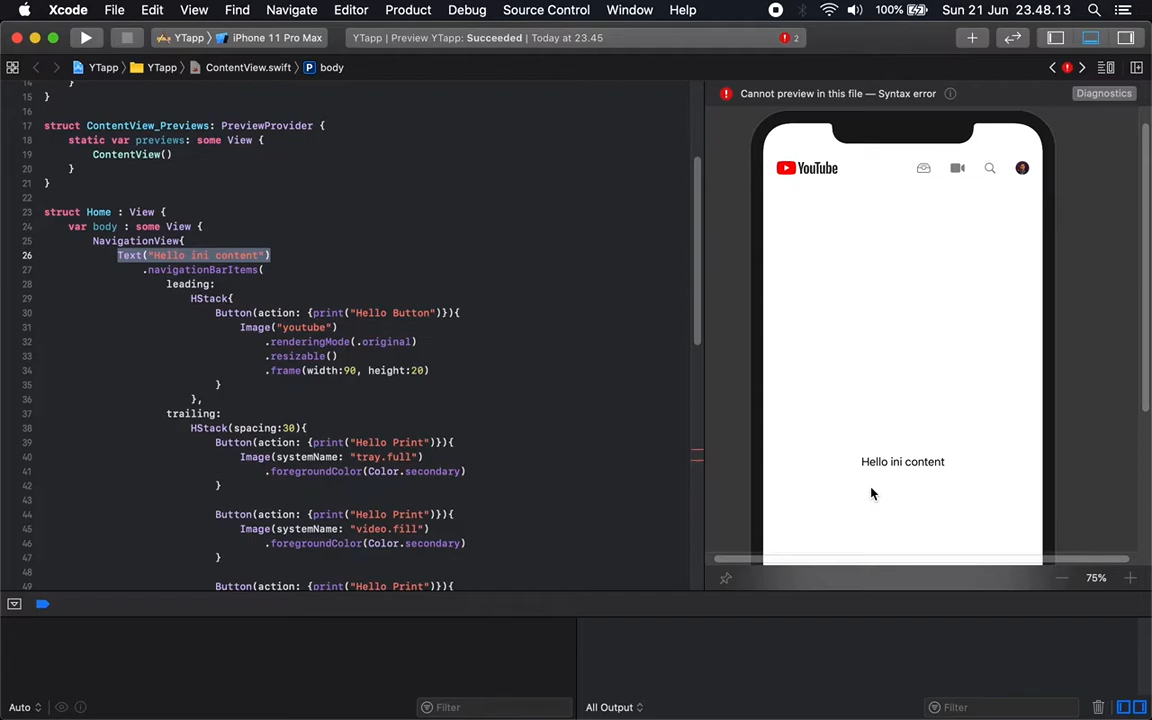 Xcode File Edit View Find Navigate Editor Product Debug Source Control Window Help 100% Sun 21 Jun 23.48.13
YTapp iPhone 11 Pro Max YTapp | Preview YTapp: Succeeded | Today at 23.45 2
YTapp YTapp ContentView.swift P body
Cannot preview in this file — Syntax error Diagnostics
14 }
15 }
16
17 struct ContentView_Previews: PreviewProvider {
18 static var previews: some View {
19 ContentView()
20 }
21 }
22
23 struct Home : View {
24 var body : some View {
25 NavigationView{
26 Text("Hello ini content")
27 .navigationBarItems(
28 leading:
29 HStack{
30 Button(action: {print("Hello Button")}){
31 Image("youtube")
32 .renderingMode(.original)
33 .resizable()
34 .frame(width:90, height:20)
35 }
36 },
37 trailing:
38 HStack(spacing:30){
39 Button(action: {print("Hello Print")}){
40 Image(systemName: "tray.full")
41 .foregroundColor(Color.secondary)
42 }
43
44 Button(action: {print("Hello Print")}){
45 Image(systemName: "video.fill")
46 .foregroundColor(Color.secondary)
47 }
48
49 Button(action: {print("Hello Print")}){
YouTube
Hello ini content
75%
Auto Filter All Output Filter